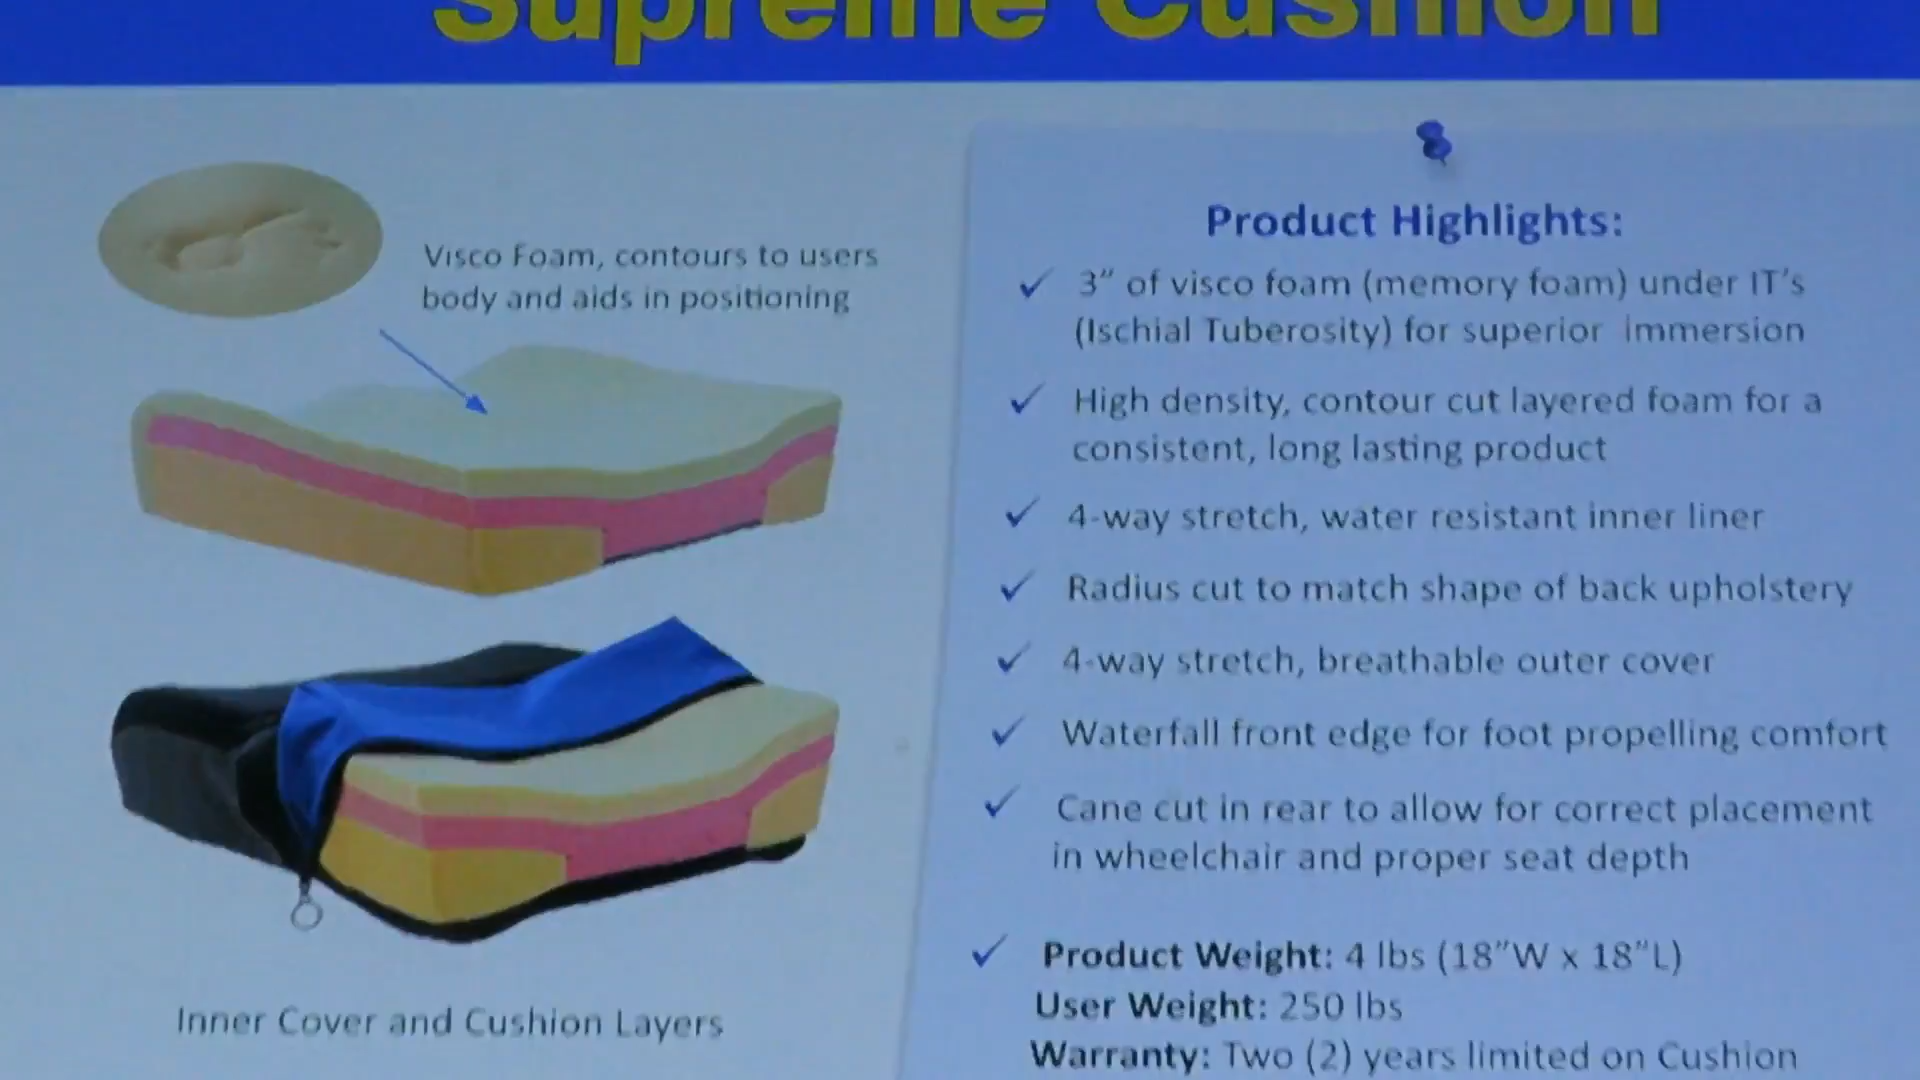 Supreme Cushion
Visco Foam, contours to users
body and aids in positioning
Inner Cover and Cushion Layers
Product Highlights:
3” of visco foam (memory foam) under IT’s
(Ischial Tuberosity) for superior immersion
High density, contour cut layered foam for a
consistent, long lasting product
4-way stretch, water resistant inner liner
Radius cut to match shape of back upholstery
4-way stretch, breathable outer cover
Waterfall front edge for foot propelling comfort
Cane cut in rear to allow for correct placement
in wheelchair and proper seat depth
Product Weight: 4 lbs (18”W x 18”L)
User Weight: 250 lbs
Warranty: Two (2) years limited on Cushion